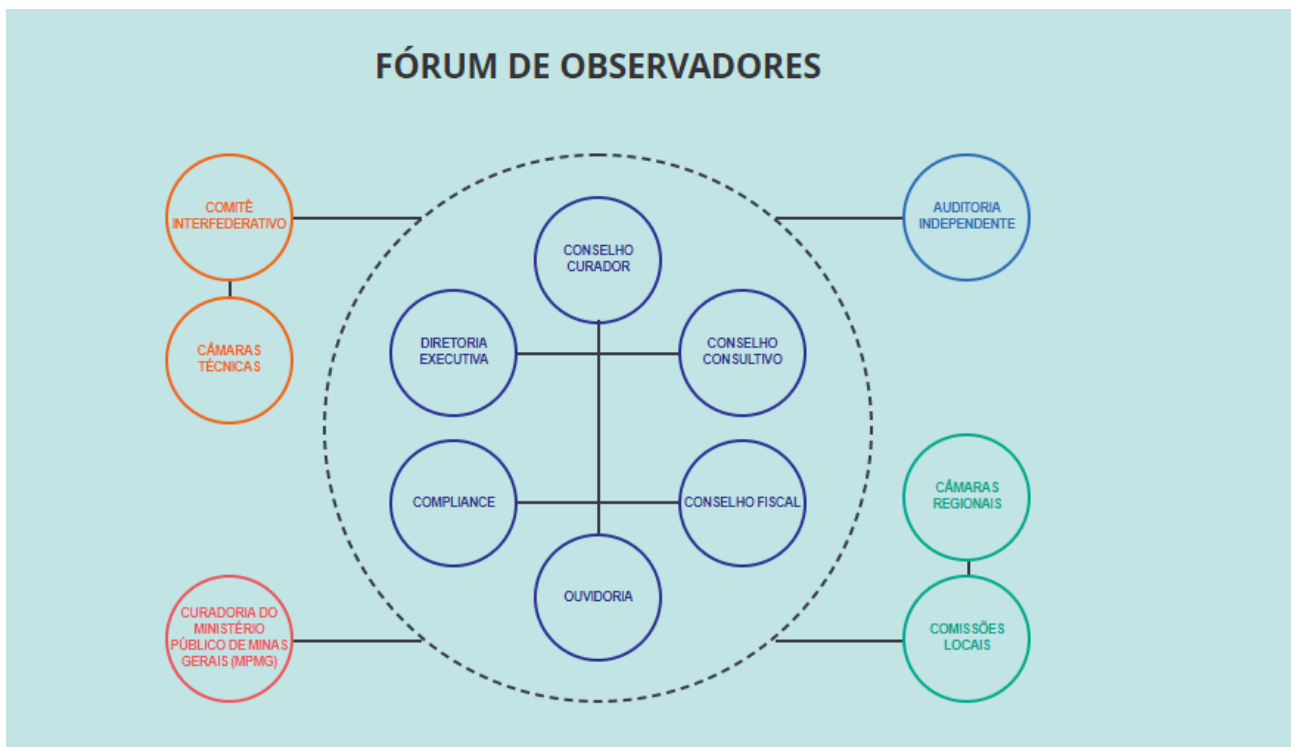 FÓRUM DE OBSERVADORES
COMITÊ
INTERFEDERATIVO
CÂMARAS
TÉCNICAS
CONSELHO
CURADOR
DIRETORIA
EXECUTIVA
CONSELHO
CONSULTIVO
COMPLIANCE
CONSELHO FISCAL
OUVIDORIA
AUDITORIA
INDEPENDENTE
CÂMARAS
REGIONAIS
COMISSÕES
LOCAIS
CURADORIA DO
MINISTÉRIO
PÚBLICO DE MINAS
GERAIS (MPMG)